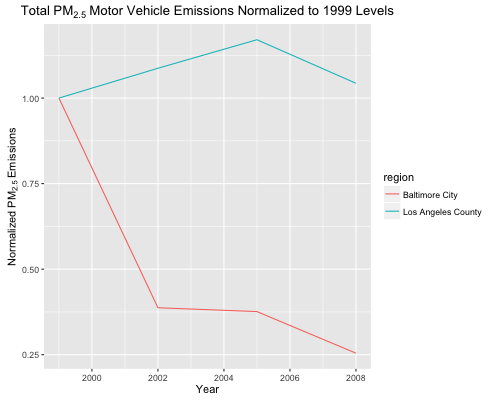 Total PM2.5 Motor Vehicle Emissions Normalized to 1999 Levels
Normalized PM2.5 Emissions
1.00
0.75
0.50
0.25
2000 2002 2004 2006 2008
Year
region
Baltimore City
Los Angeles County